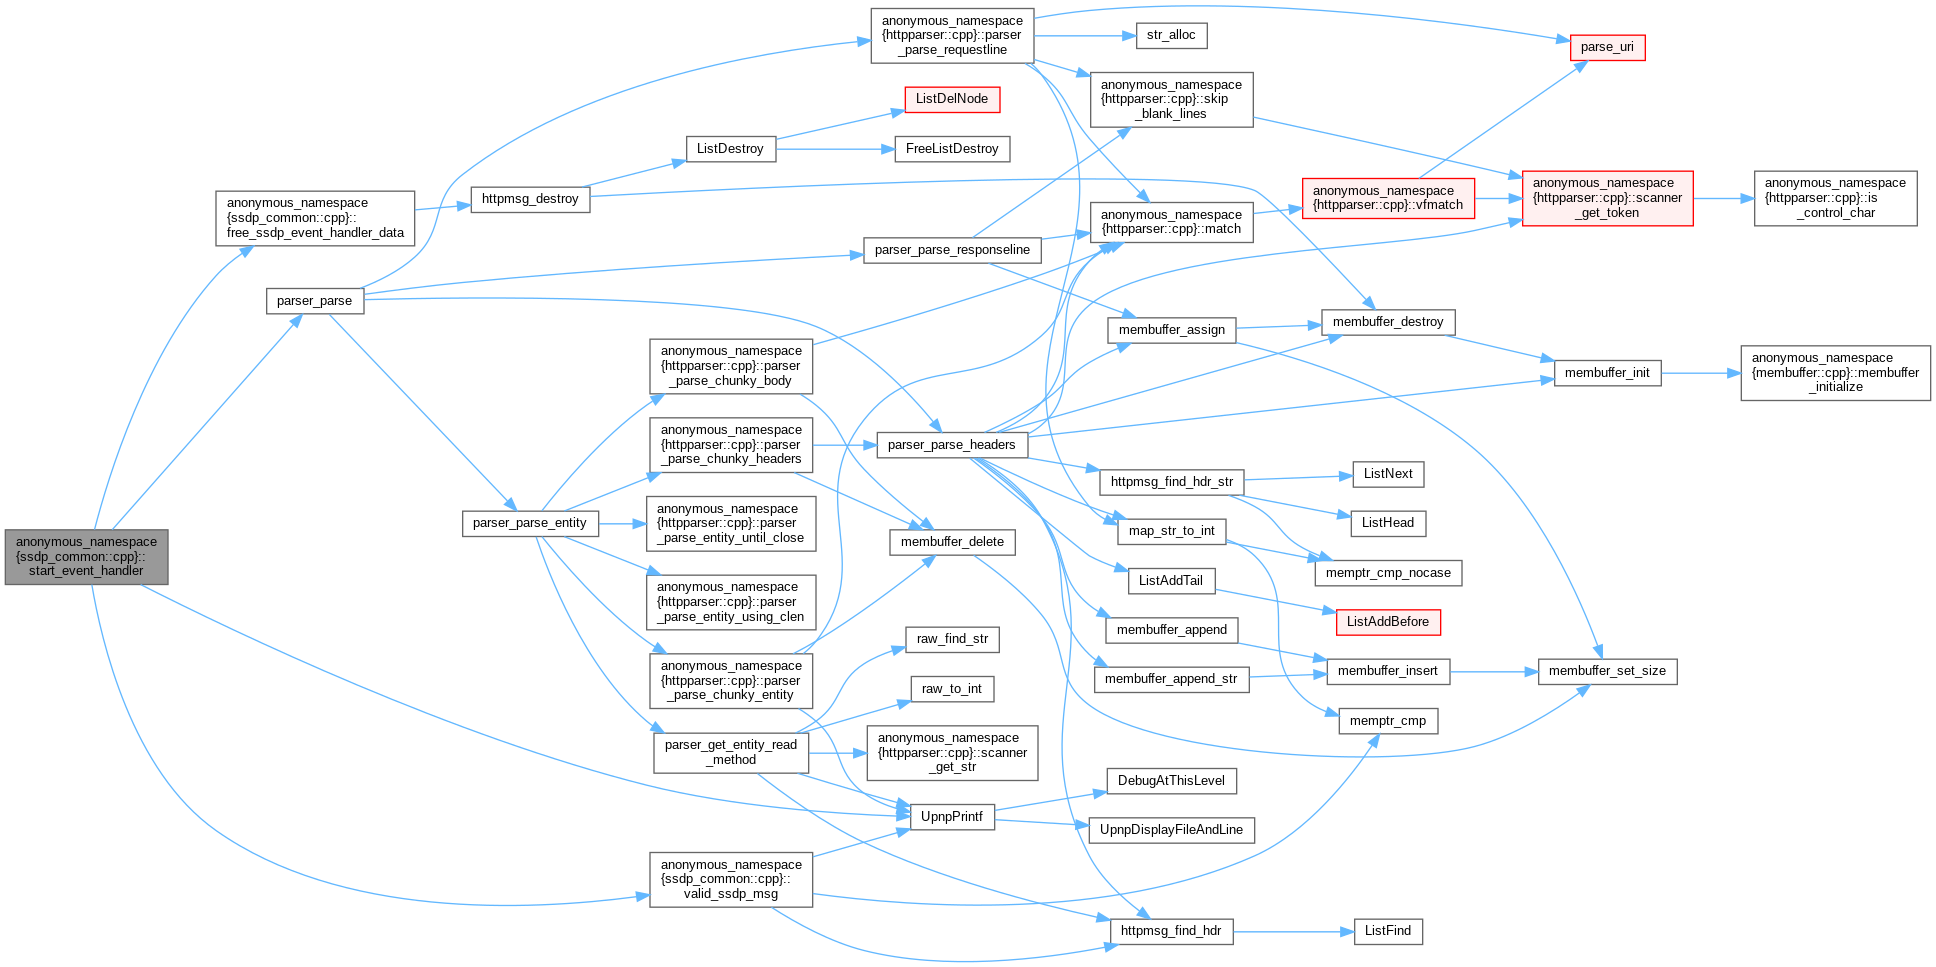 anonymous_namespace
{ssdp_common::cpp}::
start_event_handler
anonymous_namespace
{ssdp_common::cpp}::
free_ssdp_event_handler_data
parser_parse
httpmsg_destroy
parser_parse_entity
anonymous_namespace
{httpparser::cpp}::parser
_parse_chunky_body
anonymous_namespace
{httpparser::cpp}::parser
_parse_chunky_headers
anonymous_namespace
{httpparser::cpp}::parser
_parse_entity_until_close
anonymous_namespace
{httpparser::cpp}::parser
_parse_entity_using_clen
anonymous_namespace
{httpparser::cpp}::parser
_parse_chunky_entity
parser_get_entity_read
_method
anonymous_namespace
{ssdp_common::cpp}::
valid_ssdp_msg
ListDestroy
anonymous_namespace
{httpparser::cpp}::parser
_parse_requestline
ListDelNode
FreeListDestroy
parser_parse_responseline
parser_parse_headers
membuffer_delete
raw_find_str
raw_to_int
anonymous_namespace
{httpparser::cpp}::scanner
_get_str
UpnpPrintf
str_alloc
anonymous_namespace
{httpparser::cpp}::skip
_blank_lines
anonymous_namespace
{httpparser::cpp}::match
membuffer_assign
httpmsg_find_hdr_str
map_str_to_int
ListAddTail
membuffer_append
membuffer_append_str
DebugAtThisLevel
UpnpDisplayFileAndLine
httpmsg_find_hdr
anonymous_namespace
{httpparser::cpp}::vfmatch
membuffer_destroy
ListNext
ListHead
memptr_cmp_nocase
ListAddBefore
membuffer_insert
memptr_cmp
ListFind
parse_uri
anonymous_namespace
{httpparser::cpp}::scanner
_get_token
membuffer_init
membuffer_set_size
anonymous_namespace
{httpparser::cpp}::is
_control_char
anonymous_namespace
{membuffer::cpp}::membuffer
_initialize